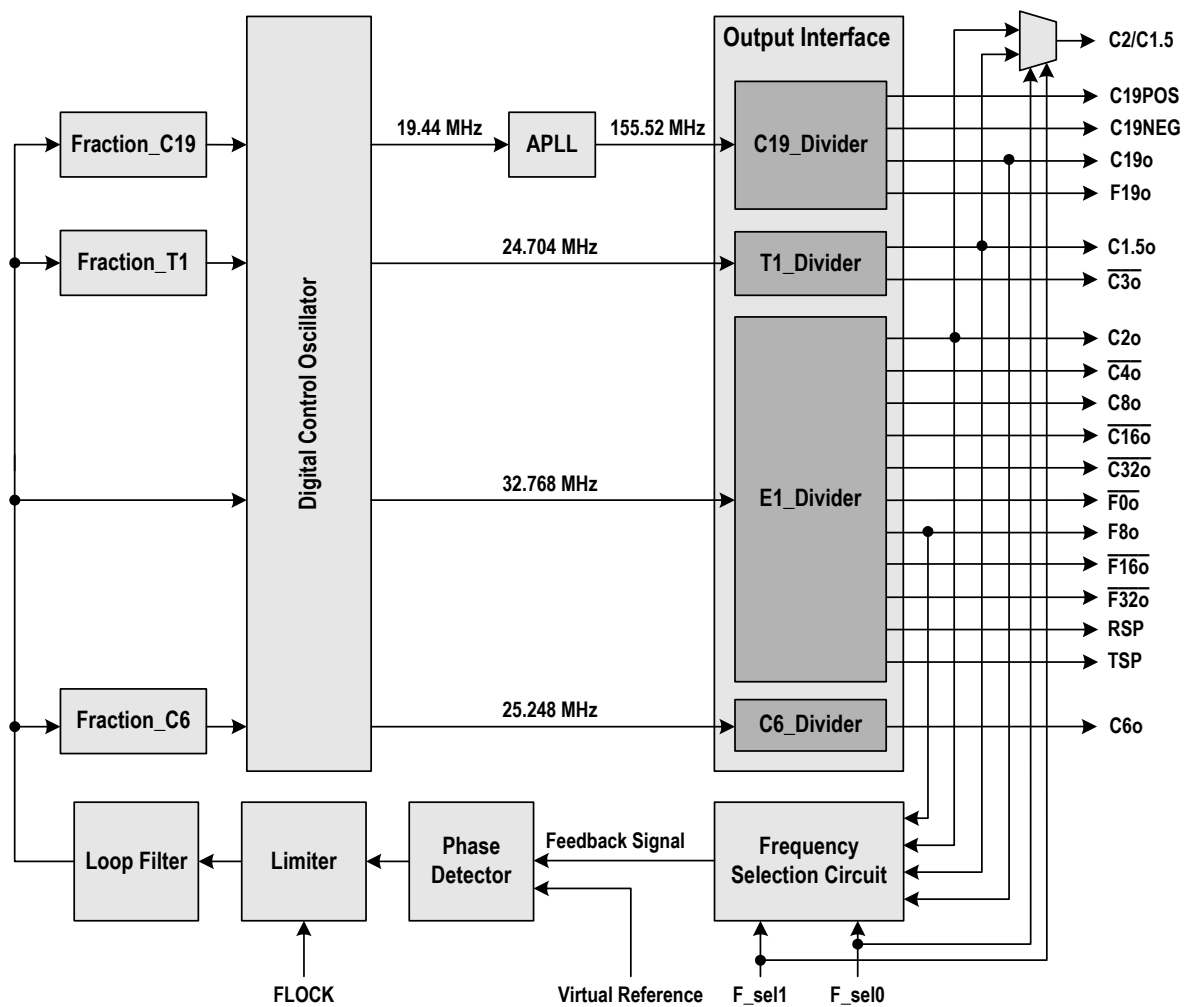 Output Interface
C2/C1.5
C19POS
C19NEG
C19o
F19o
Fraction_C19
19.44 MHz
APLL
155.52 MHz
C19_Divider
Fraction_T1
24.704 MHz
T1_Divider
C1.5o
C3o
Digital Control Oscillator
32.768 MHz
E1_Divider
C2o
C4o
C8o
C16o
C32o
F0o
F8o
F16o
F32o
RSP
TSP
Fraction_C6
25.248 MHz
C6_Divider
C6o
Loop Filter
Limiter
Phase
Detector
Feedback Signal
Frequency
Selection Circuit
FLOCK
Virtual Reference
F_sel1
F_sel0